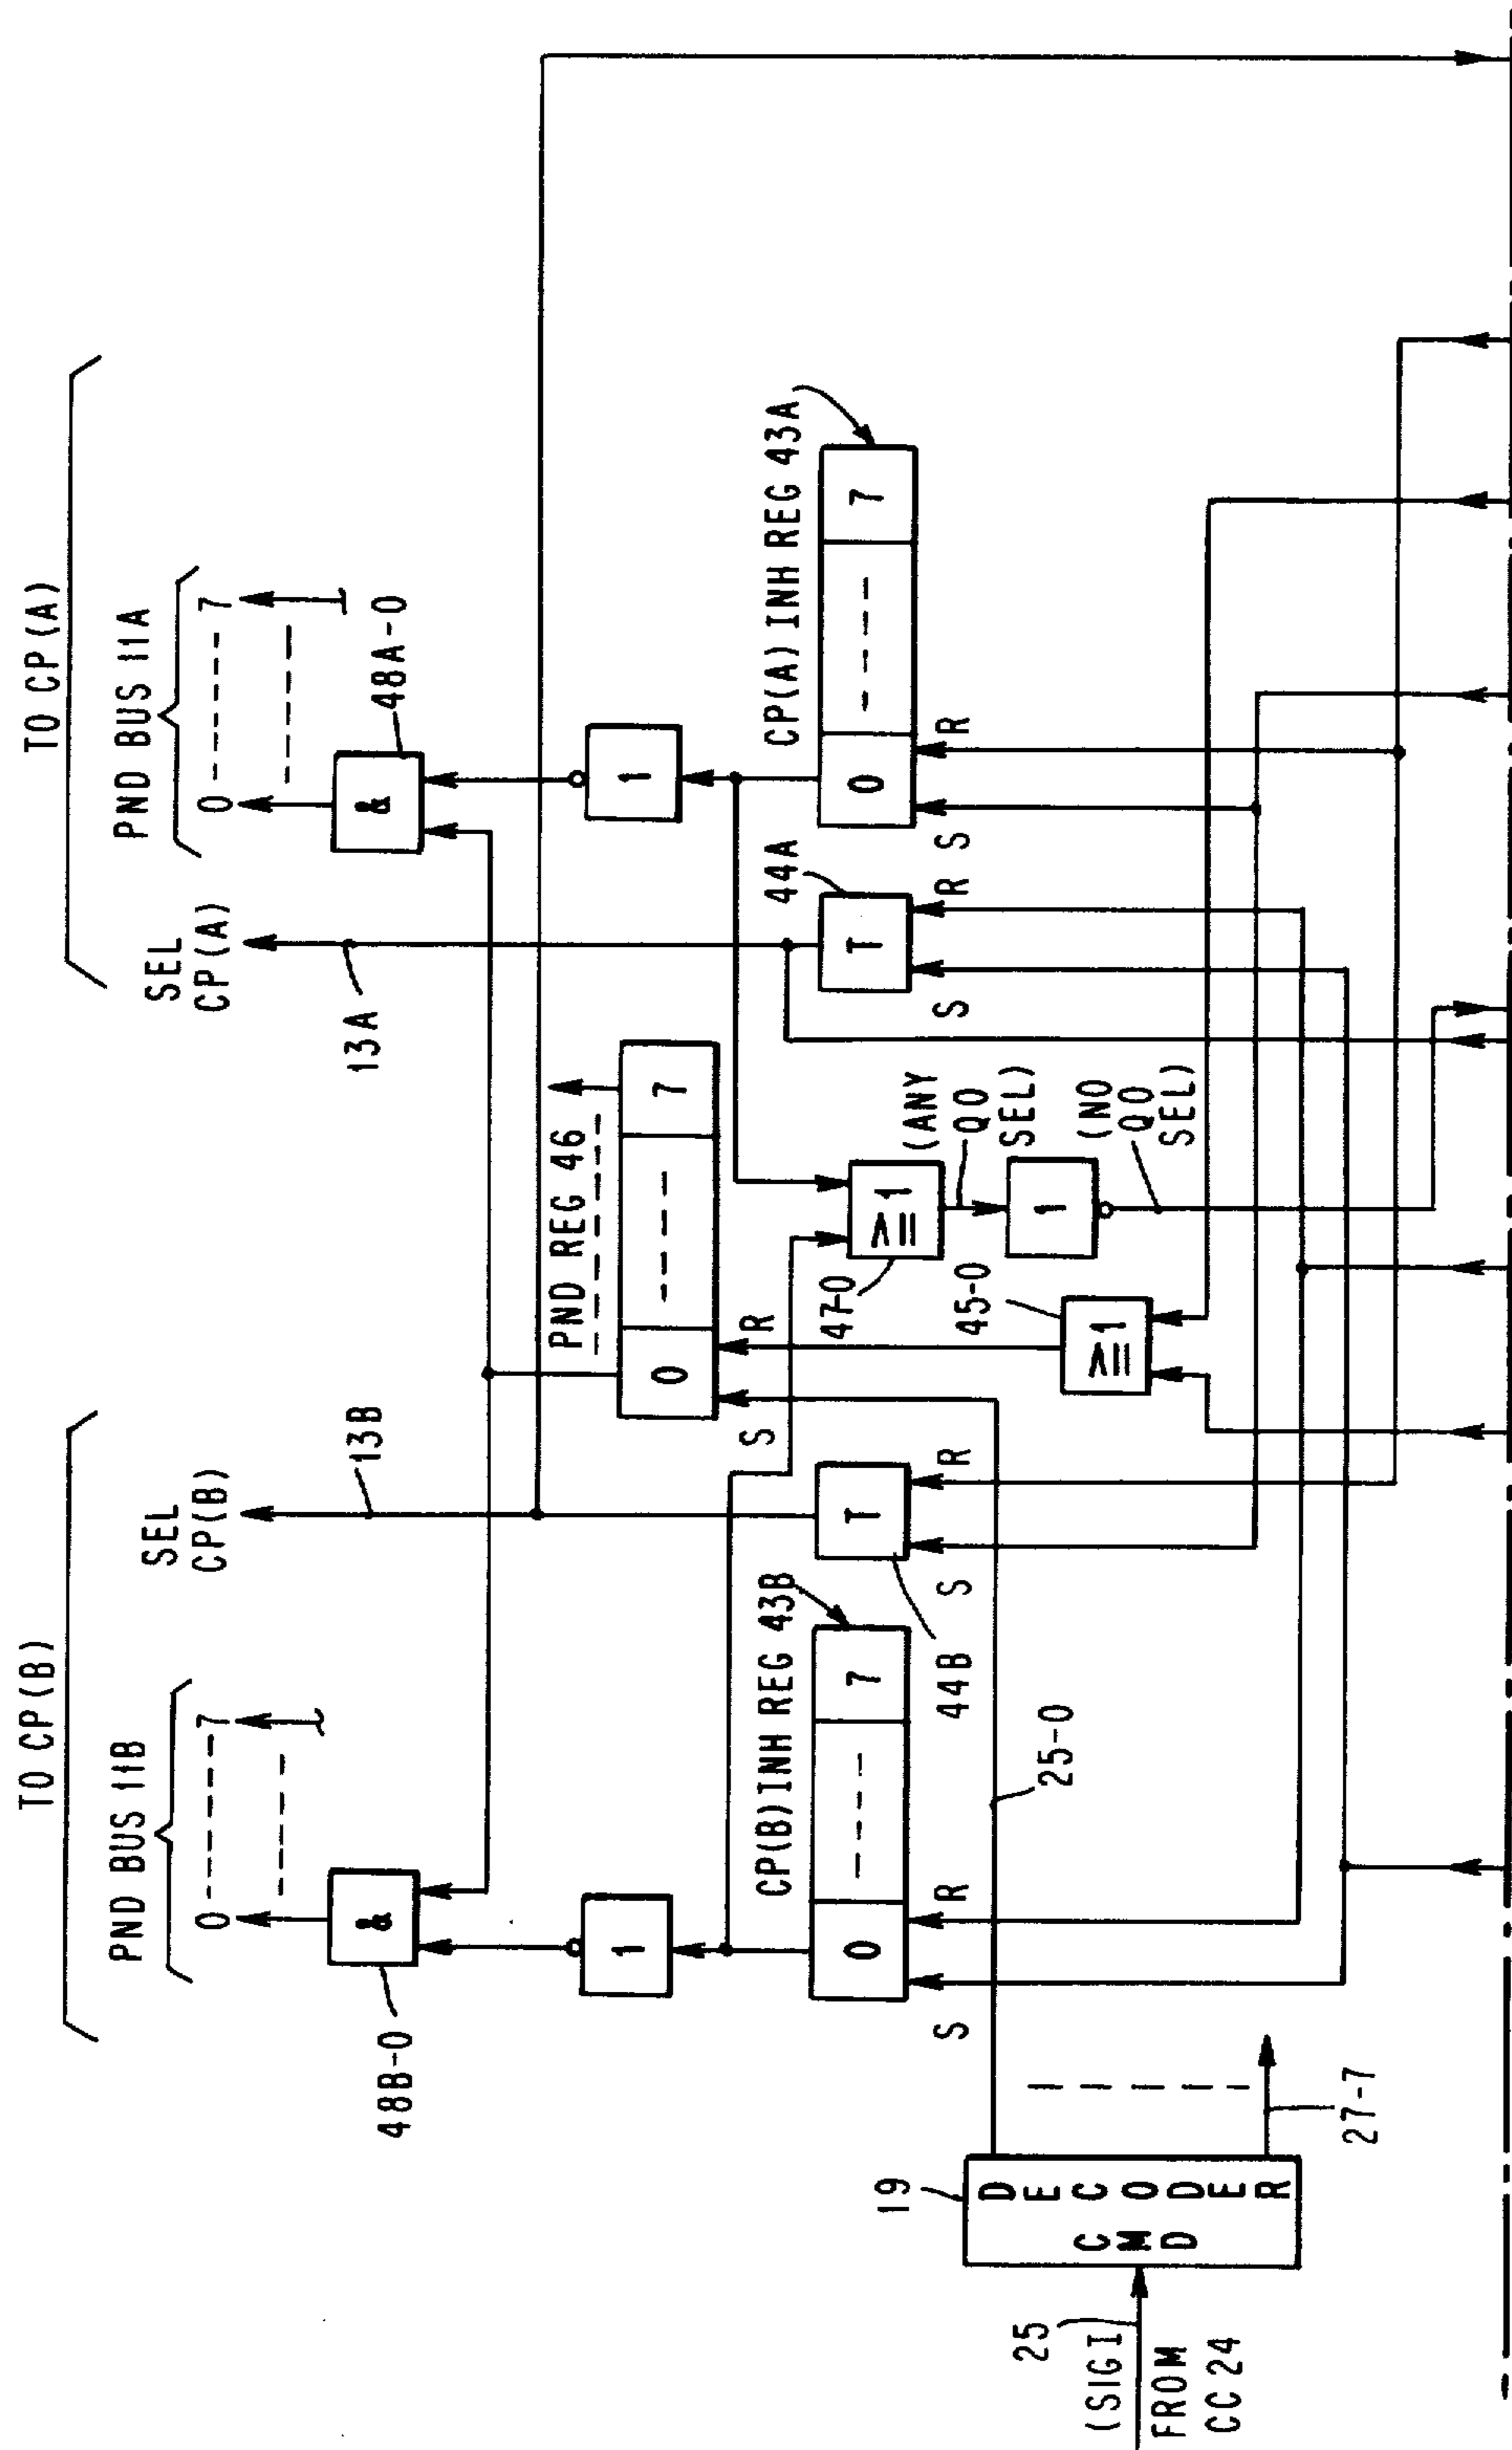 TO CP(B)
TO CP(A)
PND BUS 11B
SEL
CP(B)
SEL
CP(A)
PND BUS 11A
0 7
0 7
13B
13A
&
&
48B-0
48A-0
PND REG 46
0 7
S R
1
1
CP(B) INH REG 43B
0 7
S R
T
S R
44B
(ANY
Q0
SEL)
≥1
47-0
1
(NO
Q0
SEL)
44A
T
S R
CP(A) INH REG 43A
0 7
S R
45-0
≥1
25-0
19
CMD
DECODER
27-7
25
(SIGI
FROM
CC 24